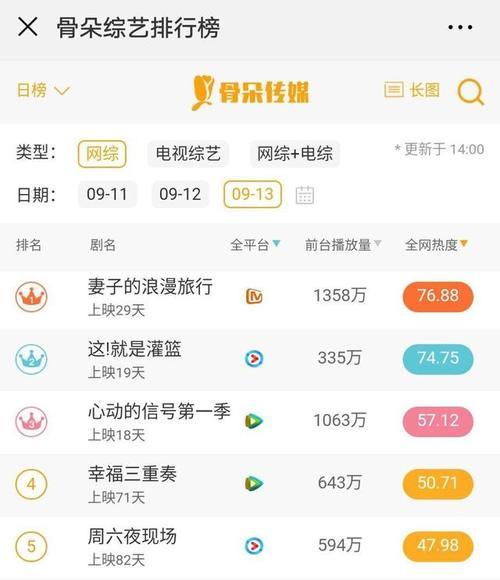 骨朵综艺排行榜
日榜 骨朵传媒 长图
类型： 网综 电视综艺 网综+电综 *更新于 14:00
日期： 09-11 09-12 09-13
排名 剧名 全平台 前台播放量 全网热度
1 妻子的浪漫旅行 1358万 76.88
上映29天
2 这!就是灌篮 335万 74.75
上映19天
3 心动的信号第一季 1063万 57.12
上映18天
4 幸福三重奏 643万 50.71
上映71天
5 周六夜现场 594万 47.98
上映82天